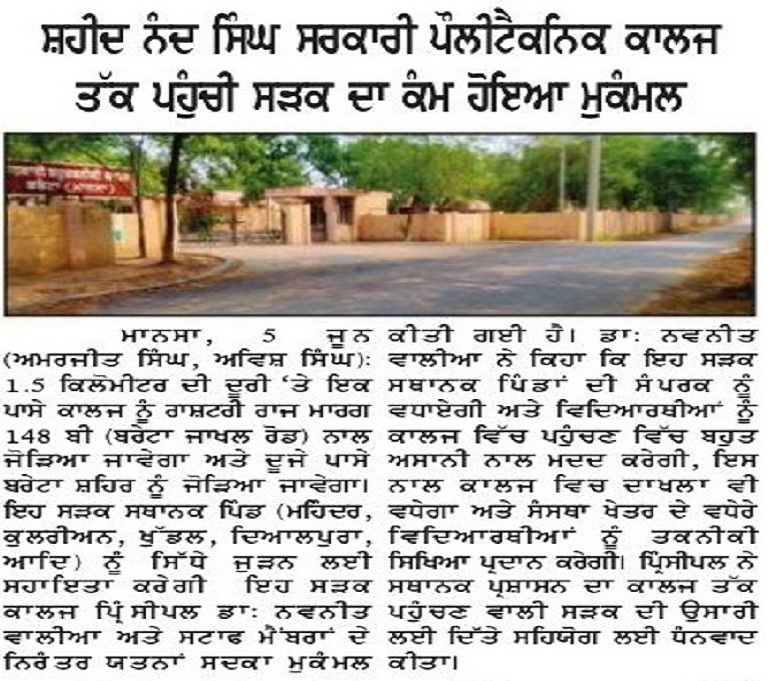 ਸ਼ਹੀਦ ਨੰਦ ਸਿੰਘ ਸਰਕਾਰੀ ਪੌਲੀਟੈਕਨਿਕ ਕਾਲਜ
ਤੱਕ ਪਹੁੰਚੀ ਸੜਕ ਦਾ ਕੰਮ ਹੋਇਆ ਮੁਕੰਮਲ
ਬਰੇਟਾ (ਮਾਨਸਾ)
ਮਾਨਸਾ, 5 ਜੂਨ
(ਅਮਰਜੀਤ ਸਿੰਘ, ਅਵਿਸ਼ ਸਿੰਘ):
1.5 ਕਿਲੋਮੀਟਰ ਦੀ ਦੂਰੀ 'ਤੇ ਇਕ
ਪਾਸੇ ਕਾਲਜ ਨੂੰ ਰਾਸ਼ਟਰੀ ਰਾਜ ਮਾਰਗ
148 ਬੀ (ਬਰੇਟਾ ਜਾਖਲ ਰੋਡ) ਨਾਲ
ਜੋੜਿਆ ਜਾਵੇਗਾ ਅਤੇ ਦੂਜੇ ਪਾਸੇ
ਬਰੇਟਾ ਸ਼ਹਿਰ ਨੂੰ ਜੋੜਿਆ ਜਾਵੇਗਾ।
ਇਹ ਸੜਕ ਸਥਾਨਕ ਪਿੰਡ (ਮਹਿੰਦਰ,
ਕੁਲਰੀਅਨ, ਖੁੱਡਲ, ਦਿਆਲਪੁਰਾ,
ਆਦਿ) ਨੂੰ ਸਿੱਧੇ ਜੁੜਨ ਲਈ
ਸਹਾਇਤਾ ਕਰੇਗੀ ਇਹ ਸੜਕ
ਕਾਲਜ ਪ੍ਰਿੰਸੀਪਲ ਡਾ: ਨਵਨੀਤ
ਵਾਲੀਆ ਅਤੇ ਸਟਾਫ ਮੈਂਬਰਾਂ ਦੇ
ਨਿਰੰਤਰ ਯਤਨਾਂ ਸਦਕਾ ਮੁਕੰਮਲ
ਕੀਤੀ ਗਈ ਹੈ। ਡਾ: ਨਵਨੀਤ
ਵਾਲੀਆ ਨੇ ਕਿਹਾ ਕਿ ਇਹ ਸੜਕ
ਸਥਾਨਕ ਪਿੰਡਾਂ ਦੀ ਸੰਪਰਕ ਨੂੰ
ਵਧਾਏਗੀ ਅਤੇ ਵਿਦਿਆਰਥੀਆਂ ਨੂੰ
ਕਾਲਜ ਵਿੱਚ ਪਹੁੰਚਣ ਵਿੱਚ ਬਹੁਤ
ਅਸਾਨੀ ਨਾਲ ਮਦਦ ਕਰੇਗੀ, ਇਸ
ਨਾਲ ਕਾਲਜ ਵਿਚ ਦਾਖਲਾ ਵੀ
ਵਧੇਗਾ ਅਤੇ ਸੰਸਥਾ ਖੇਤਰ ਦੇ ਵਧੇਰੇ
ਵਿਦਿਆਰਥੀਆਂ ਨੂੰ ਤਕਨੀਕੀ
ਸਿਖਿਆ ਪ੍ਰਦਾਨ ਕਰੇਗੀ। ਪ੍ਰਿੰਸੀਪਲ ਨੇ
ਸਥਾਨਕ ਪ੍ਰਸ਼ਾਸਨ ਦਾ ਕਾਲਜ ਤੱਕ
ਪਹੁੰਚਣ ਵਾਲੀ ਸੜਕ ਦੀ ਉਸਾਰੀ
ਲਈ ਦਿੱਤੇ ਸਹਿਯੋਗ ਲਈ ਧੰਨਵਾਦ
ਕੀਤਾ।